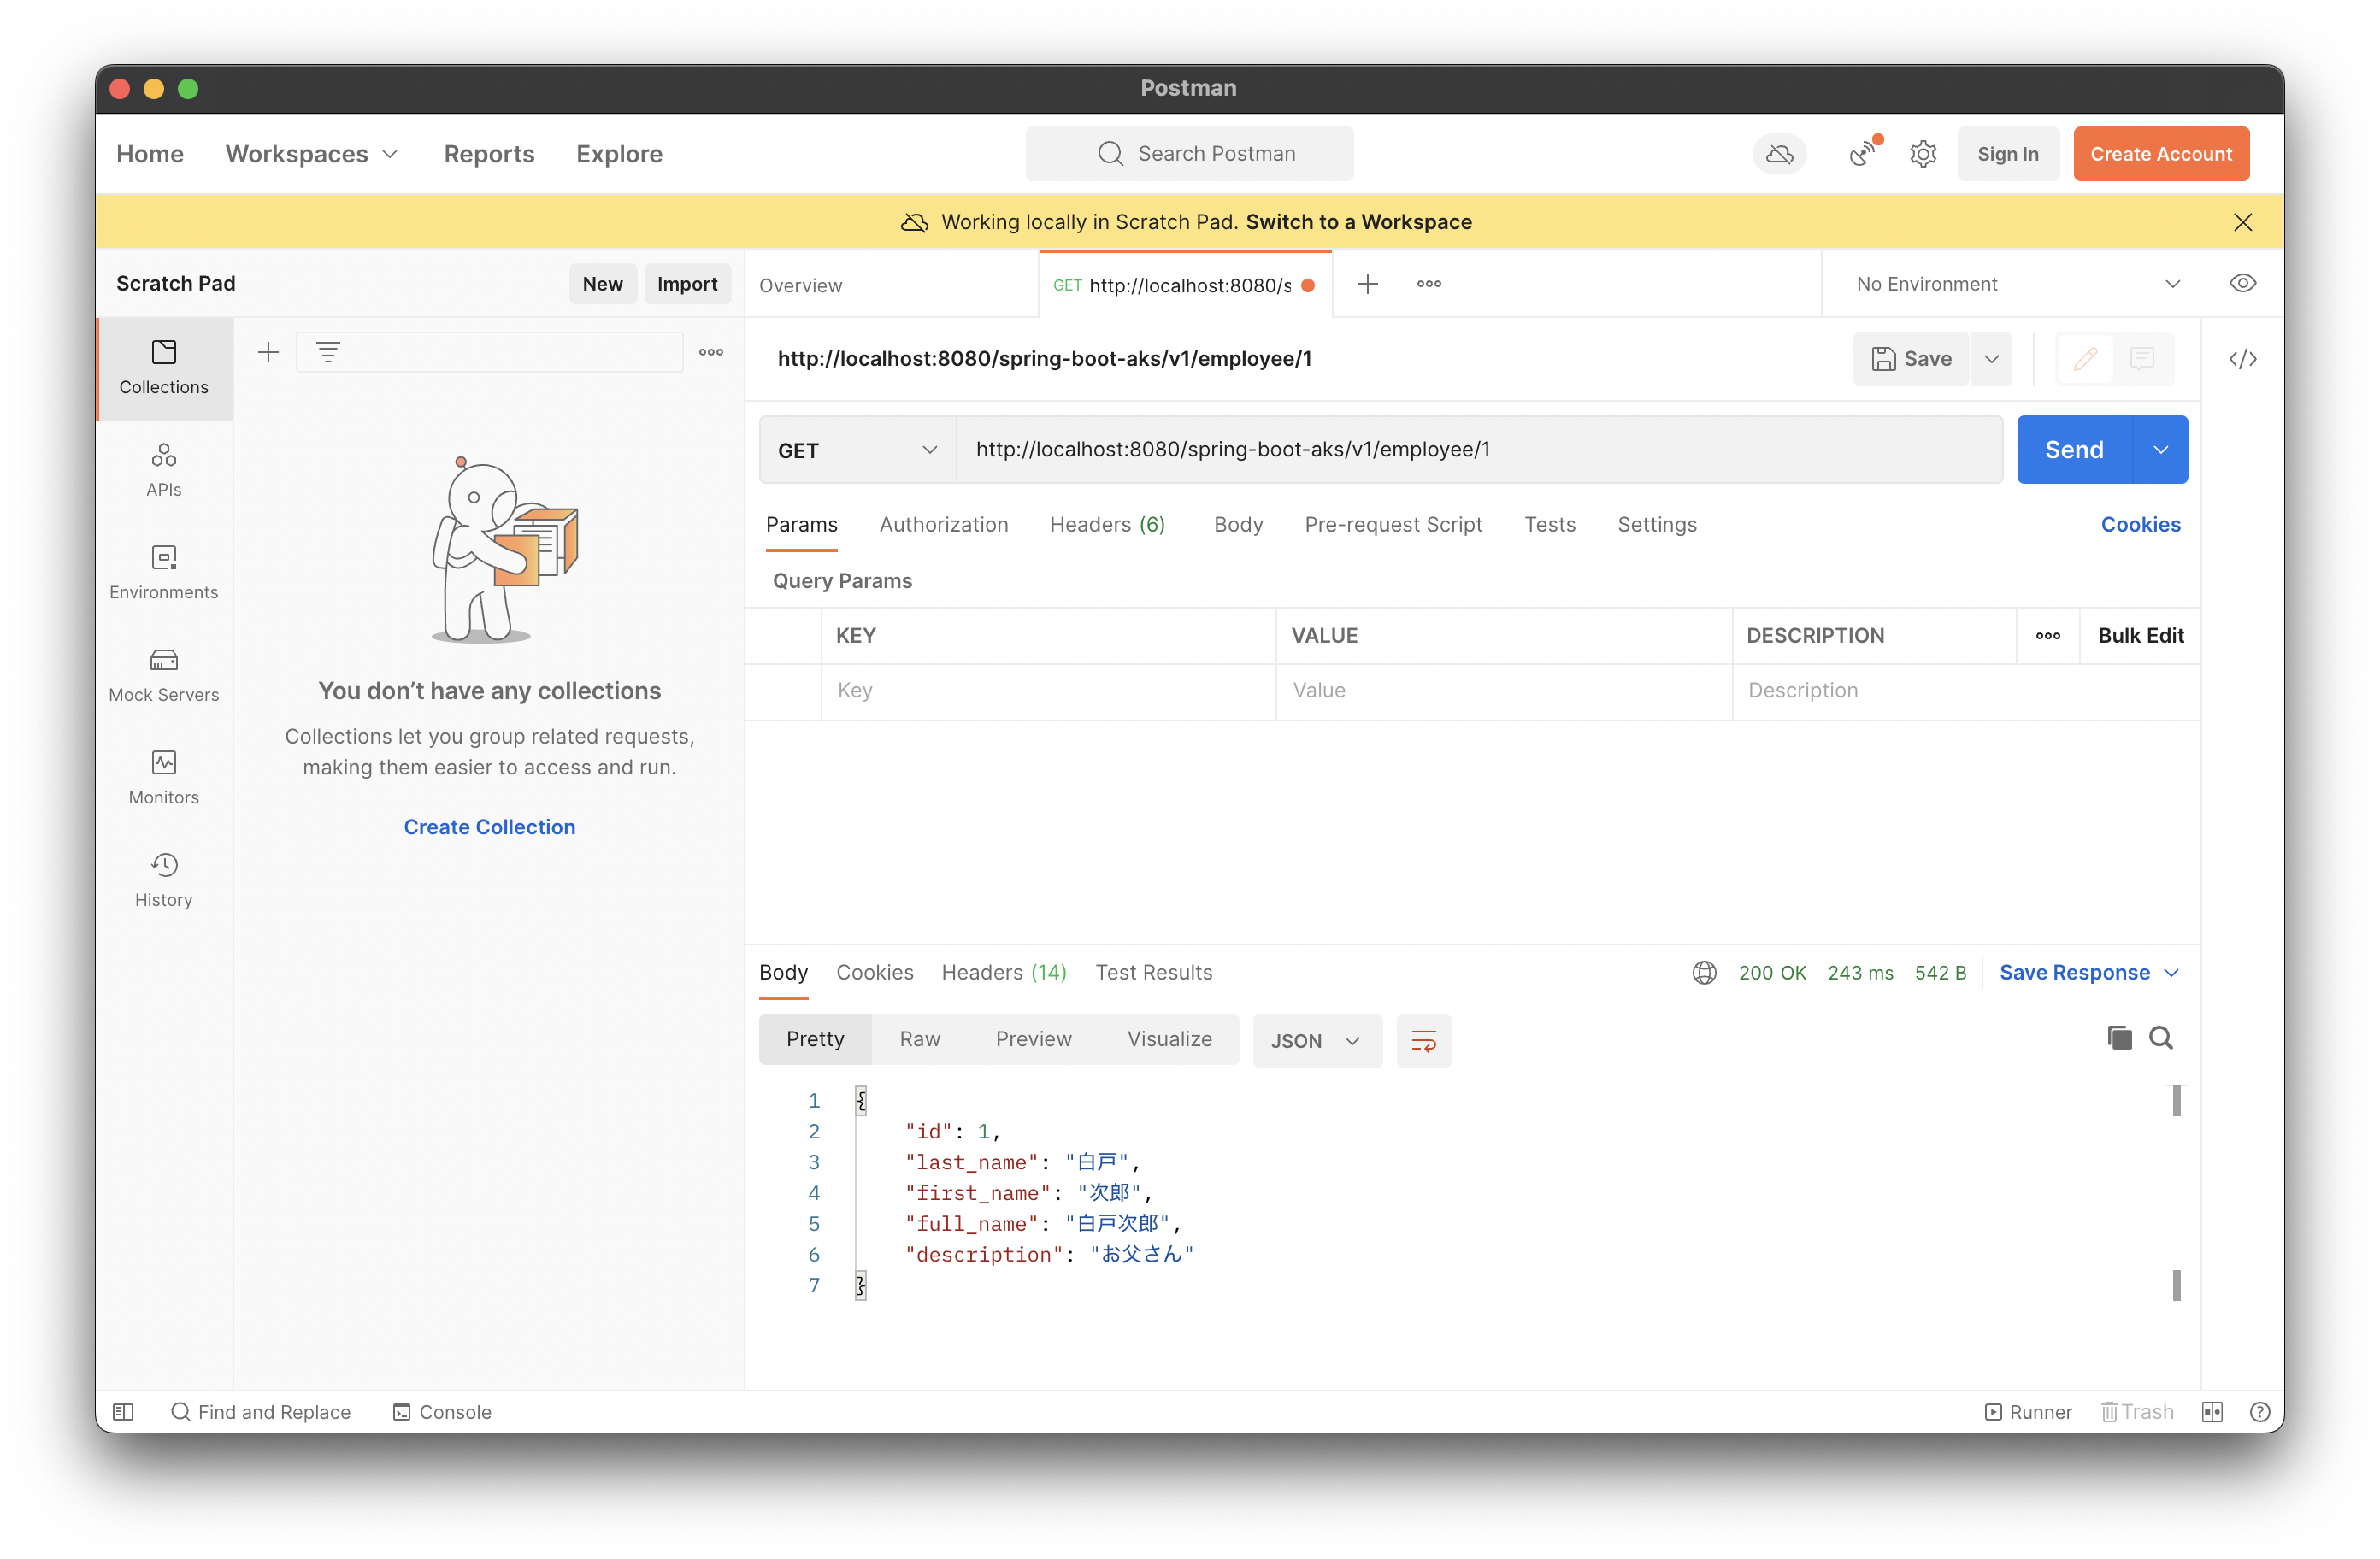 Postman
Home Workspaces Reports Explore Search Postman Sign In Create Account
Working locally in Scratch Pad. Switch to a Workspace
Scratch Pad New Import
Overview GET http://localhost:8080/s No Environment
Collections
APIs
Environments
Mock Servers
Monitors
History
You don’t have any collections
Collections let you group related requests,
making them easier to access and run.
Create Collection
http://localhost:8080/spring-boot-aks/v1/employee/1 Save
GET http://localhost:8080/spring-boot-aks/v1/employee/1 Send
Params Authorization Headers (6) Body Pre-request Script Tests Settings Cookies
Query Params
KEY VALUE DESCRIPTION Bulk Edit
Key Value Description
Body Cookies Headers (14) Test Results 200 OK 243 ms 542 B Save Response
Pretty Raw Preview Visualize JSON
1 {
2 "id": 1,
3 "last_name": "白戸",
4 "first_name": "次郎",
5 "full_name": "白戸次郎",
6 "description": "お父さん"
7 }
Find and Replace Console Runner Trash